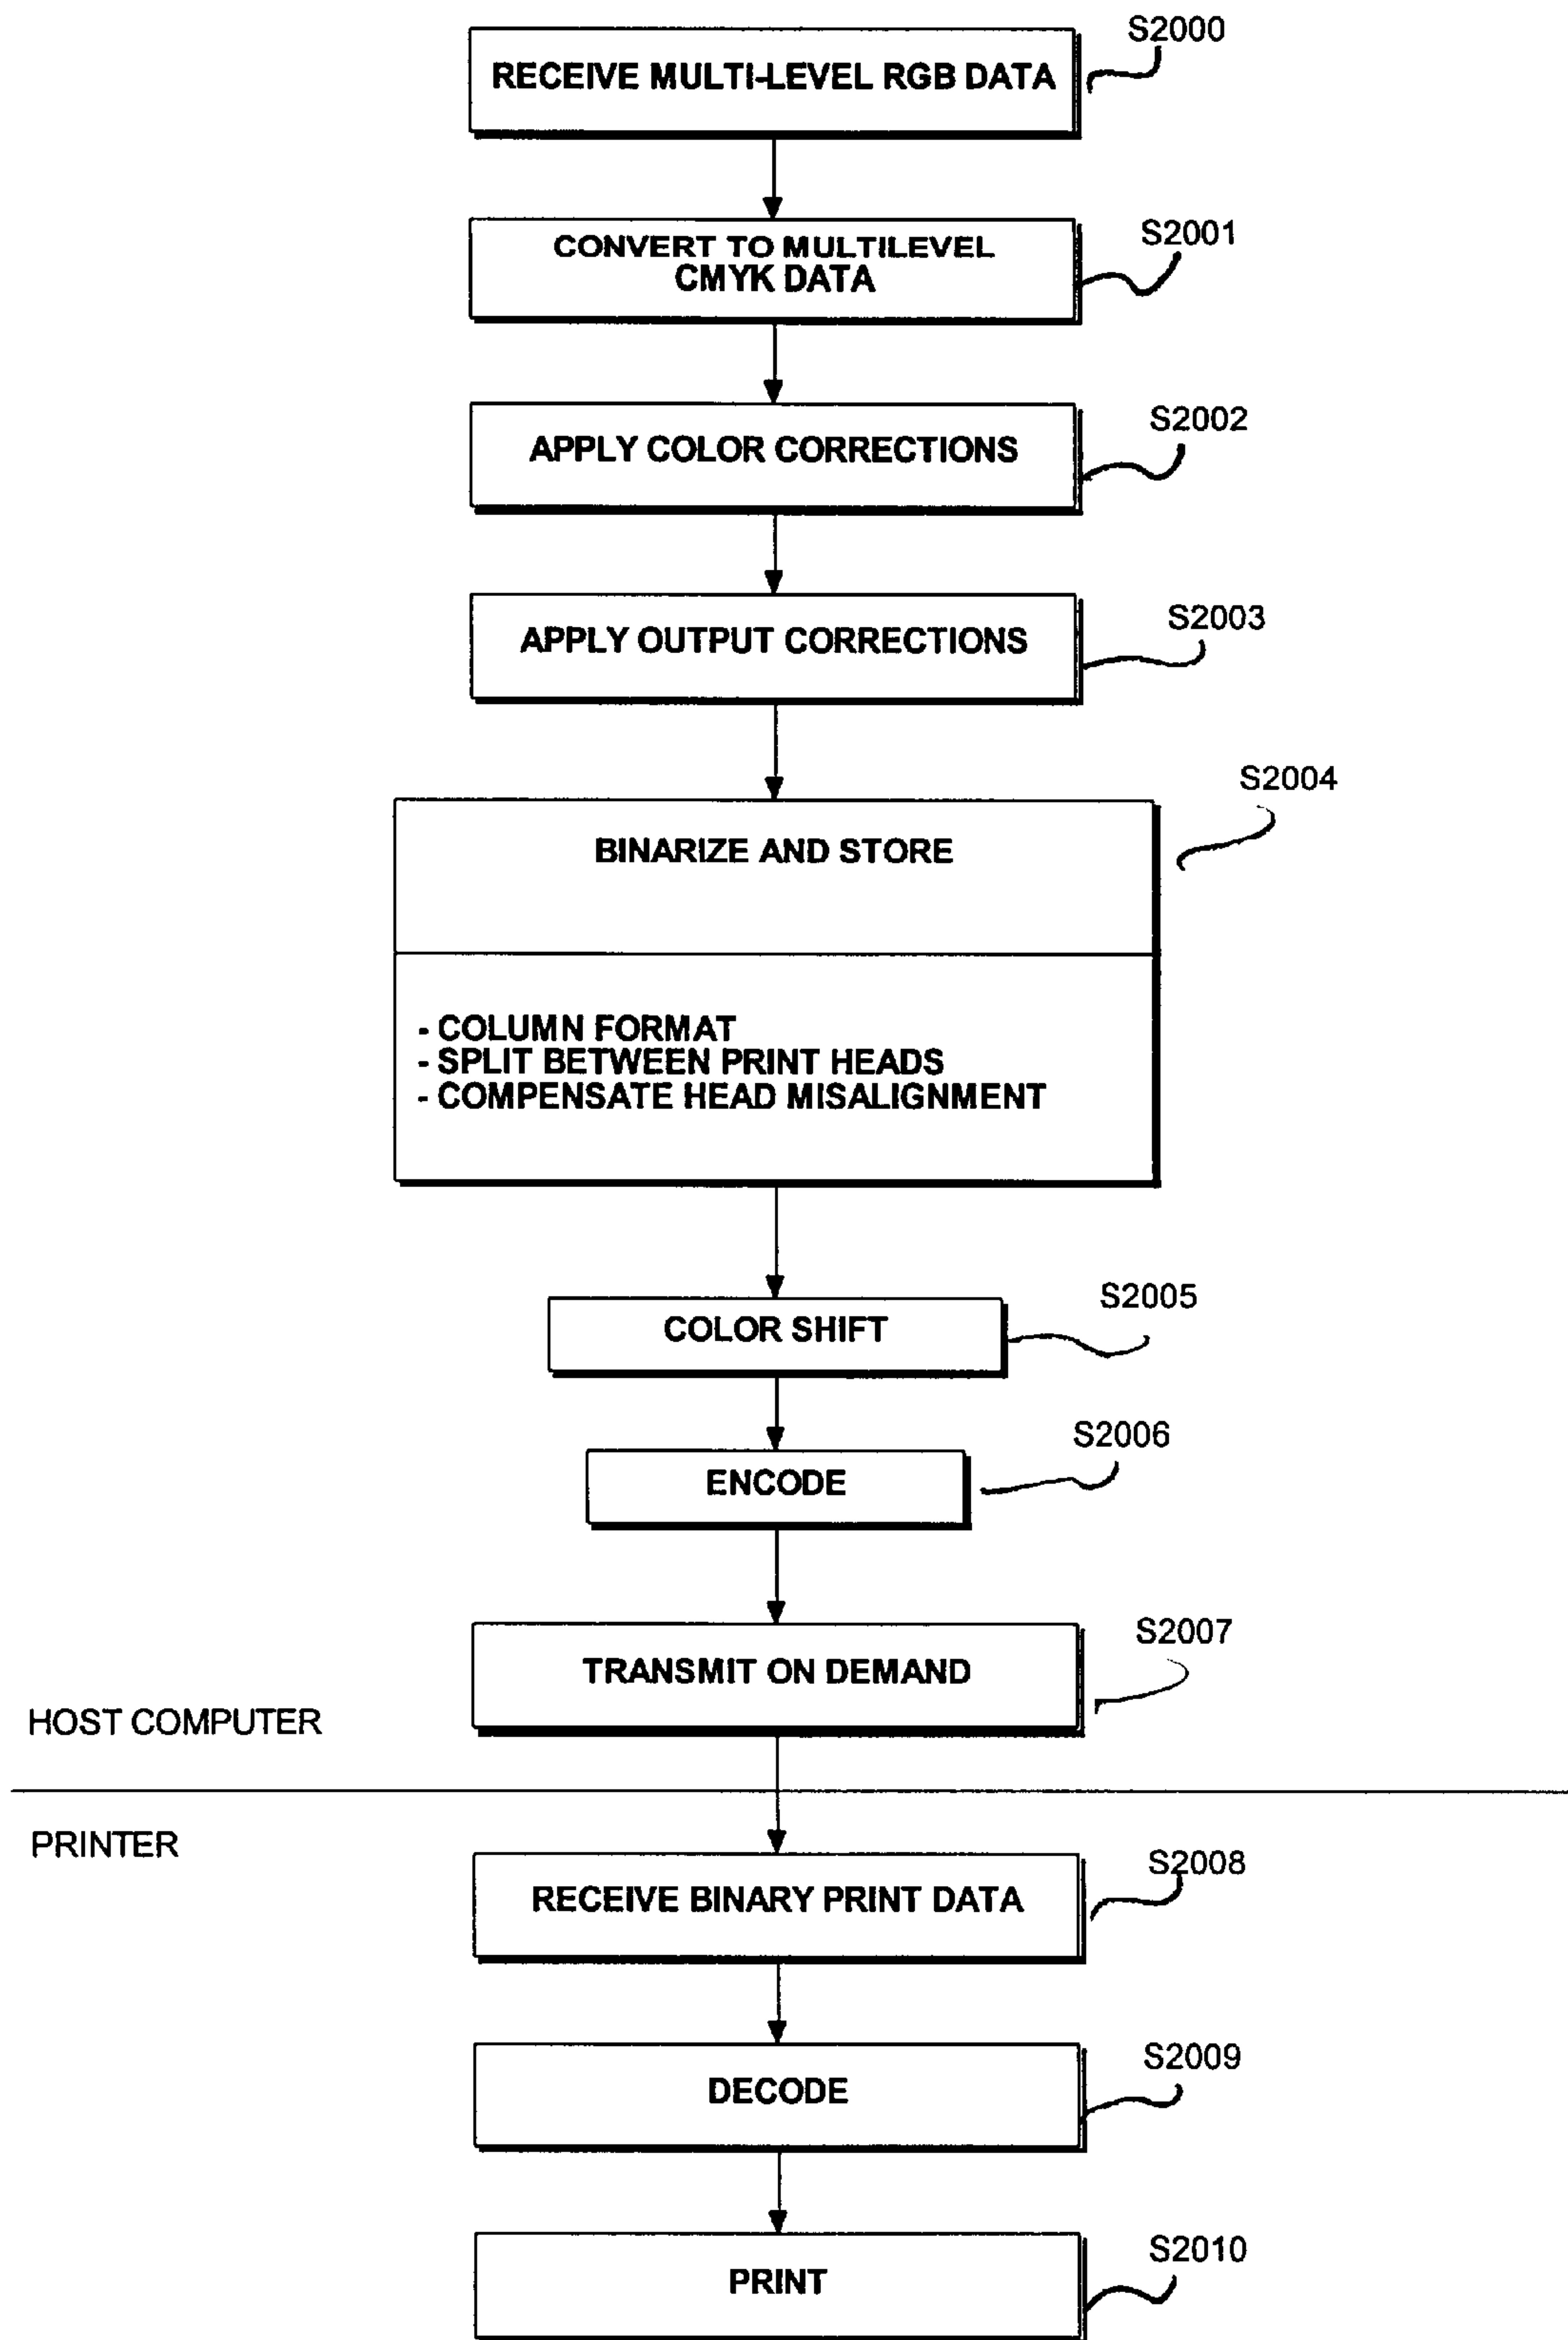 S2000
RECEIVE MULTI-LEVEL RGB DATA
S2001
CONVERT TO MULTILEVEL
CMYK DATA
S2002
APPLY COLOR CORRECTIONS
S2003
APPLY OUTPUT CORRECTIONS
S2004
BINARIZE AND STORE
- COLUMN FORMAT
- SPLIT BETWEEN PRINT HEADS
- COMPENSATE HEAD MISALIGNMENT
S2005
COLOR SHIFT
S2006
ENCODE
S2007
TRANSMIT ON DEMAND
HOST COMPUTER
PRINTER
S2008
RECEIVE BINARY PRINT DATA
S2009
DECODE
S2010
PRINT